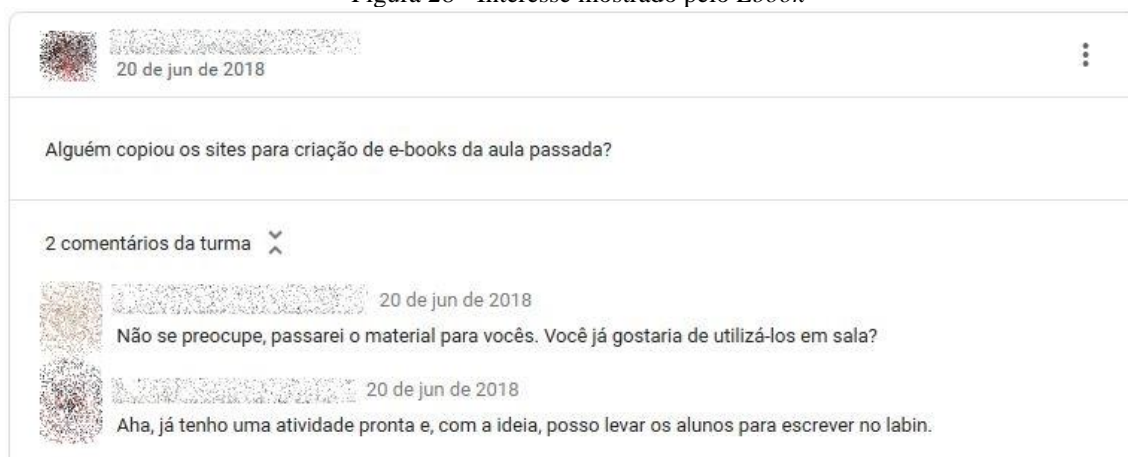 Figura 26 - Interesse mostrado pelo Ebook
20 de jun de 2018
Alguém copiou os sites para criação de e-books da aula passada?
2 comentários da turma
20 de jun de 2018
Não se preocupe, passarei o material para vocês. Você já gostaria de utilizá-los em sala?
20 de jun de 2018
Aha, já tenho uma atividade pronta e, com a ideia, posso levar os alunos para escrever no labin.